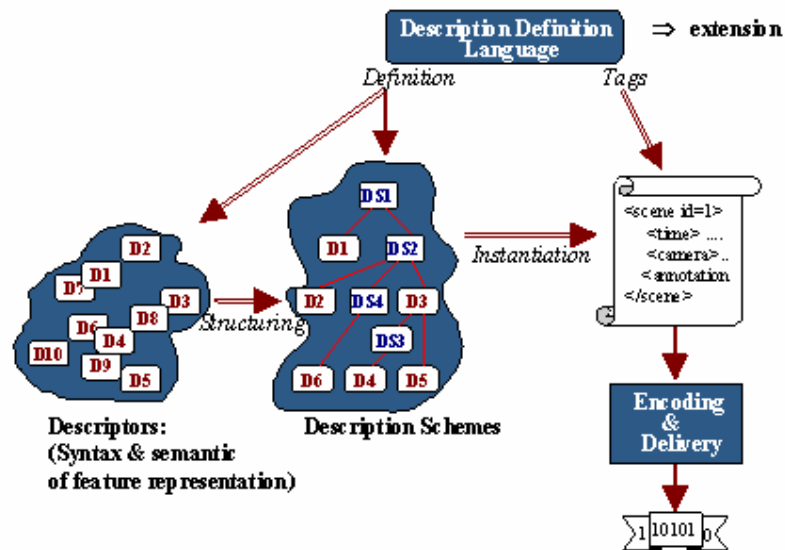 Description Definition
Language
⇒ extension
Definition
Tags
DS1
D1
DS2
D2
DS4
D3
DS3
D6
D4
D5
Instantiation
<scene id=1>
<time> ....
<camera>..
<annotation
</scene>
D2
D1
D7
D3
D8
D6
D4
D10
D9
D5
Structuring
Descriptors:
(Syntax & semantic
of feature representation)
Description Schemes
Encoding
&
Delivery
1 10101 0